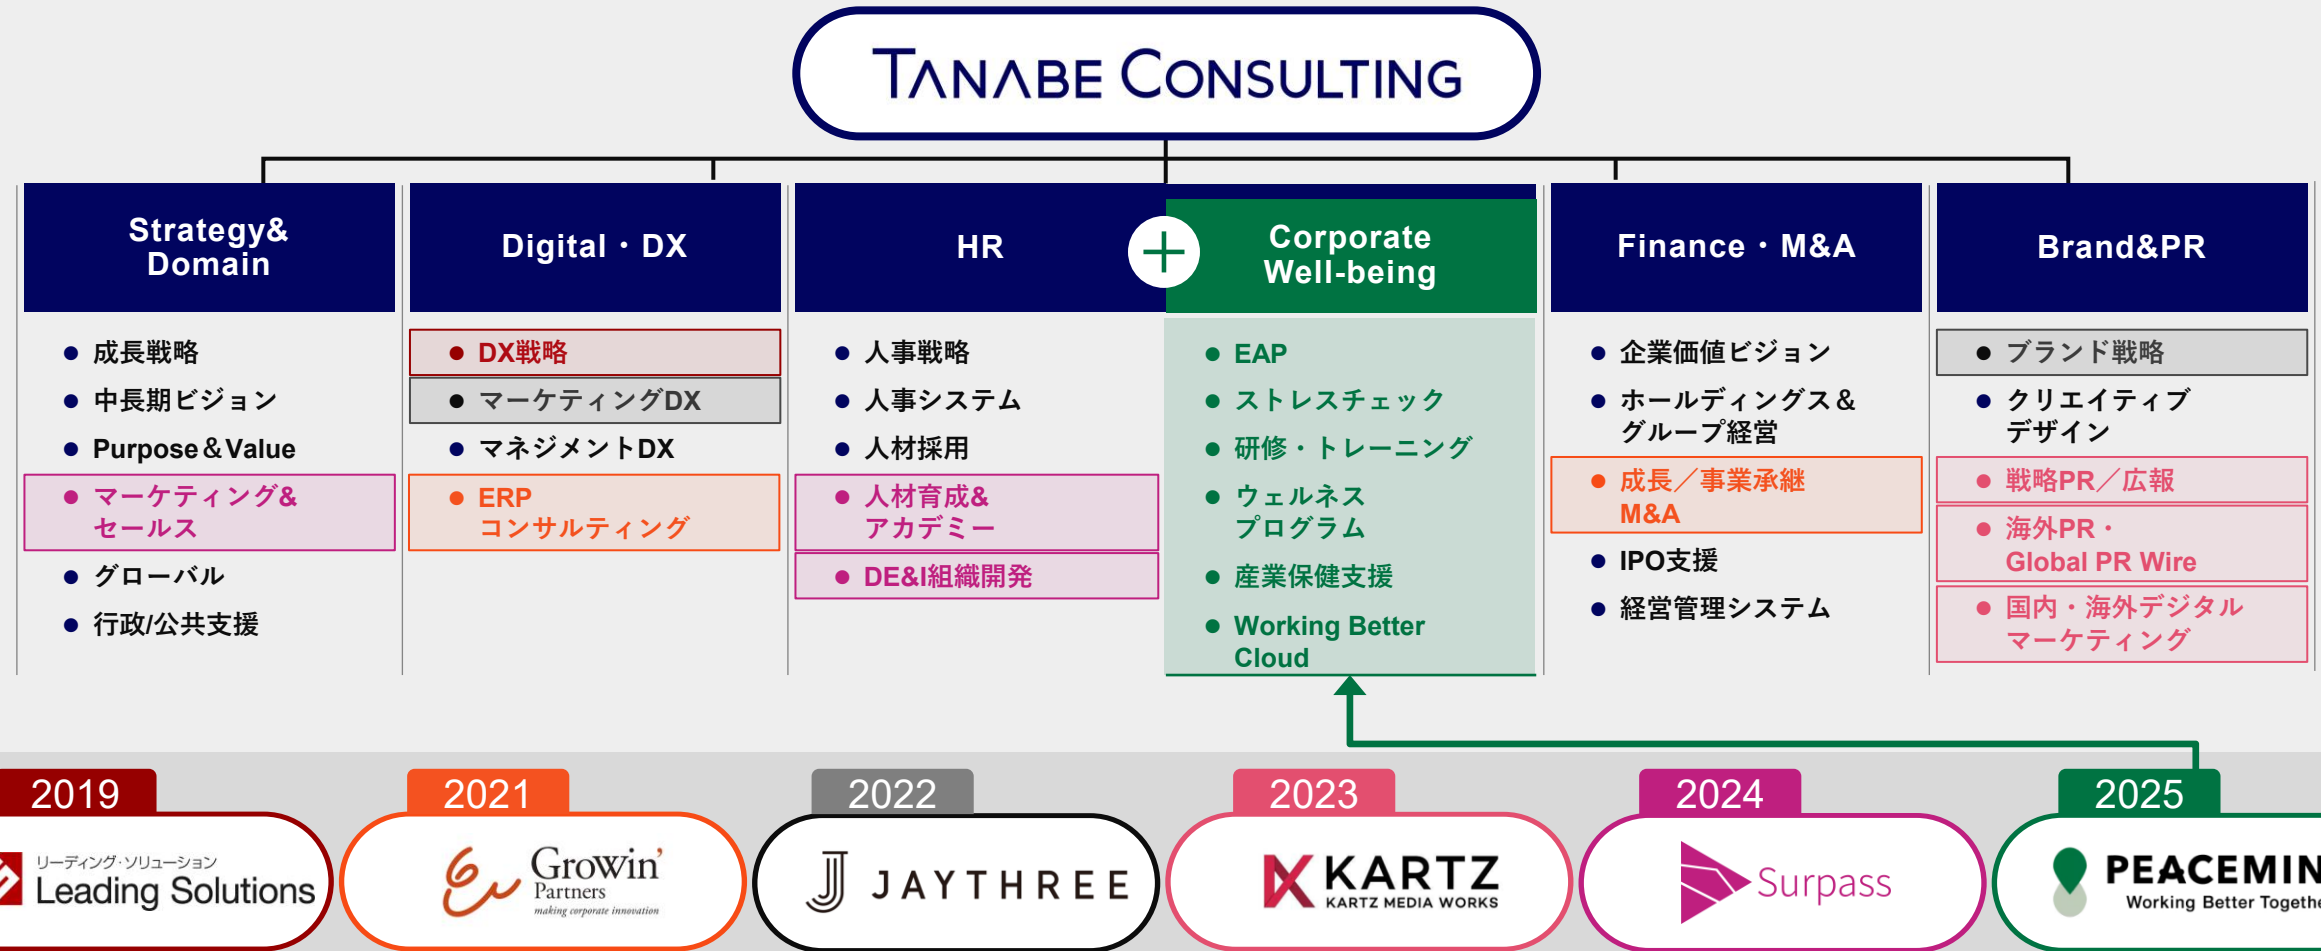 TANABE CONSULTING
Strategy&
Domain
● 成長戦略
● 中長期ビジョン
● Purpose＆Value
● マーケティング&
セールス
● グローバル
● 行政/公共支援
Digital・DX
● DX戦略
● マーケティングDX
● マネジメントDX
● ERP
コンサルティング
HR
● 人事戦略
● 人事システム
● 人材採用
● 人材育成&
アカデミー
● DE&I組織開発
+
Corporate
Well-being
● EAP
● ストレスチェック
● 研修・トレーニング
● ウェルネス
プログラム
● 産業保健支援
● Working Better
Cloud
Finance・M&A
● 企業価値ビジョン
● ホールディングス＆
グループ経営
● 成長／事業承継
M&A
● IPO支援
● 経営管理システム
Brand&PR
● ブランド戦略
● クリエイティブ
デザイン
● 戦略PR／広報
● 海外PR・
Global PR Wire
● 国内・海外デジタル
マーケティング
2019
リーディング・ソリューション
Leading Solutions
2021
Growin'
Partners
making corporate innovation
2022
JAYTHREE
2023
KARTZ
KARTZ MEDIA WORKS
2024
Surpass
2025
PEACEMIN
Working Better Togethe